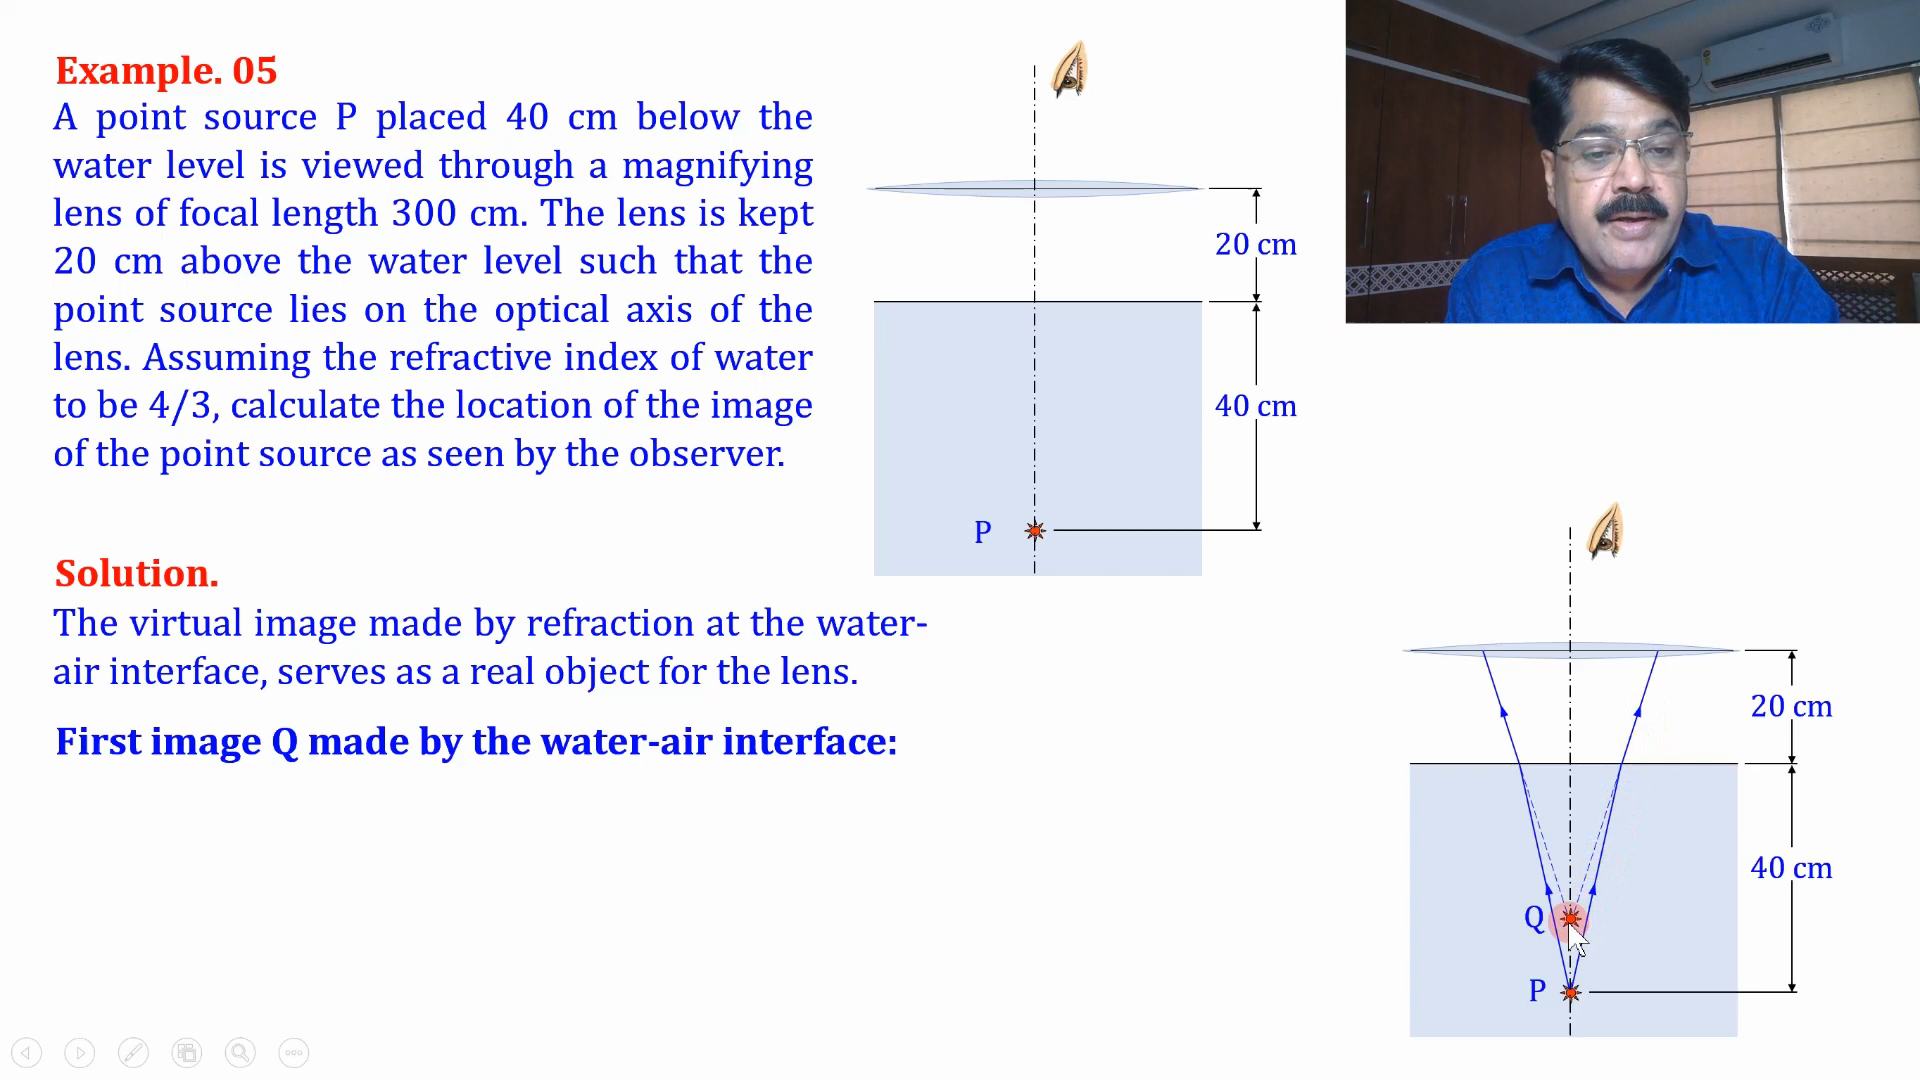 Example. 05
A point source P placed 40 cm below the
water level is viewed through a magnifying
lens of focal length 300 cm. The lens is kept
20 cm above the water level such that the
point source lies on the optical axis of the
lens. Assuming the refractive index of water
to be 4/3, calculate the location of the image
of the point source as seen by the observer.
20 cm
40 cm
P
Solution.
The virtual image made by refraction at the water-
air interface, serves as a real object for the lens.
First image Q made by the water-air interface:
20 cm
40 cm
Q
P